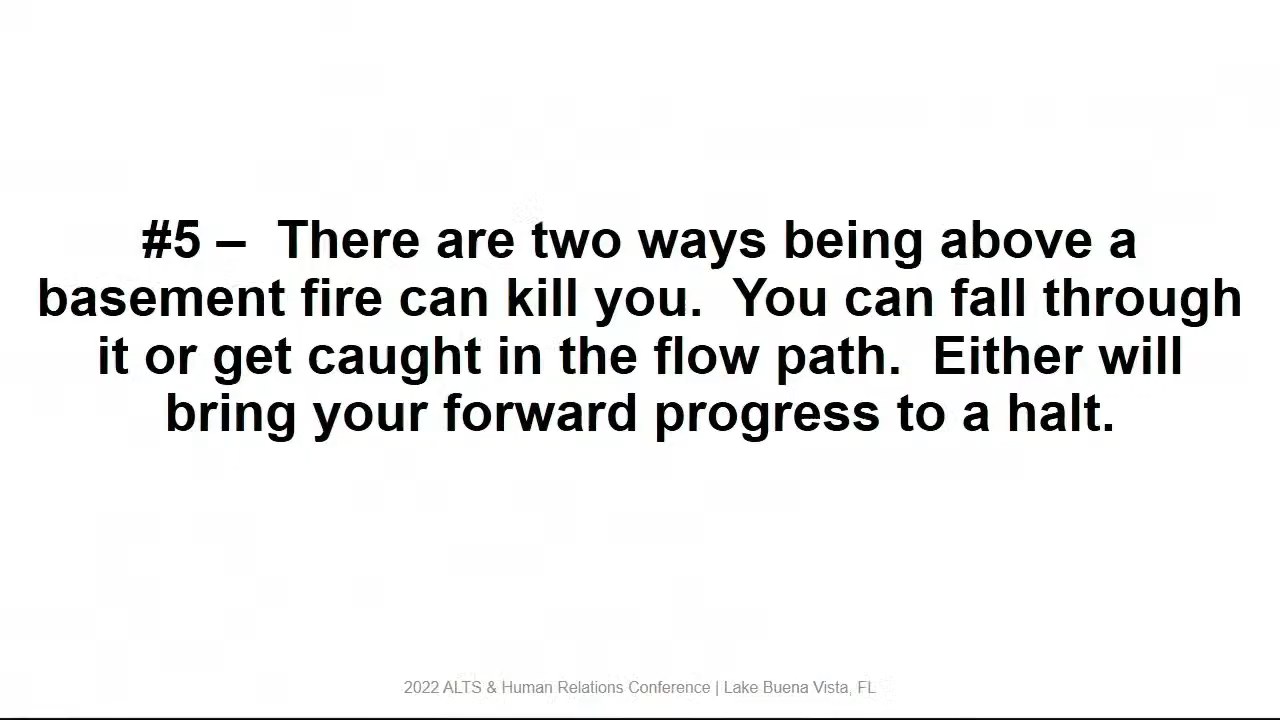 #5 –  There are two ways being above a
basement fire can kill you.  You can fall through
it or get caught in the flow path.  Either will
bring your forward progress to a halt.
2022 ALTS & Human Relations Conference | Lake Buena Vista, FL